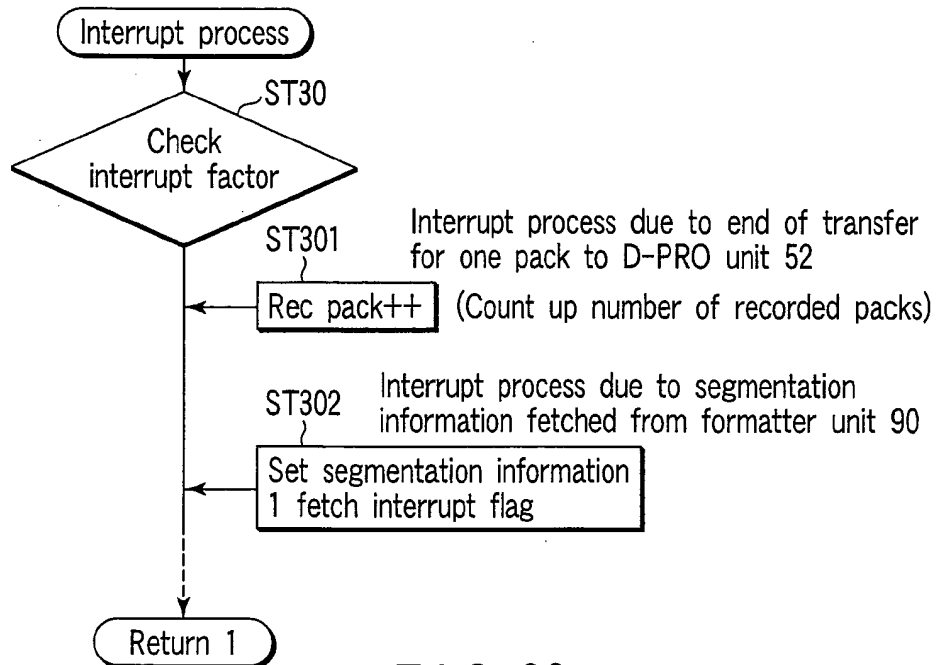 Interrupt process
ST30
Check
interrupt factor
Interrupt process due to end of transfer
for one pack to D-PRO unit 52
ST301
Rec pack++ (Count up number of recorded packs)
Interrupt process due to segmentation
information fetched from formatter unit 90
ST302
Set segmentation information
1 fetch interrupt flag
Return 1